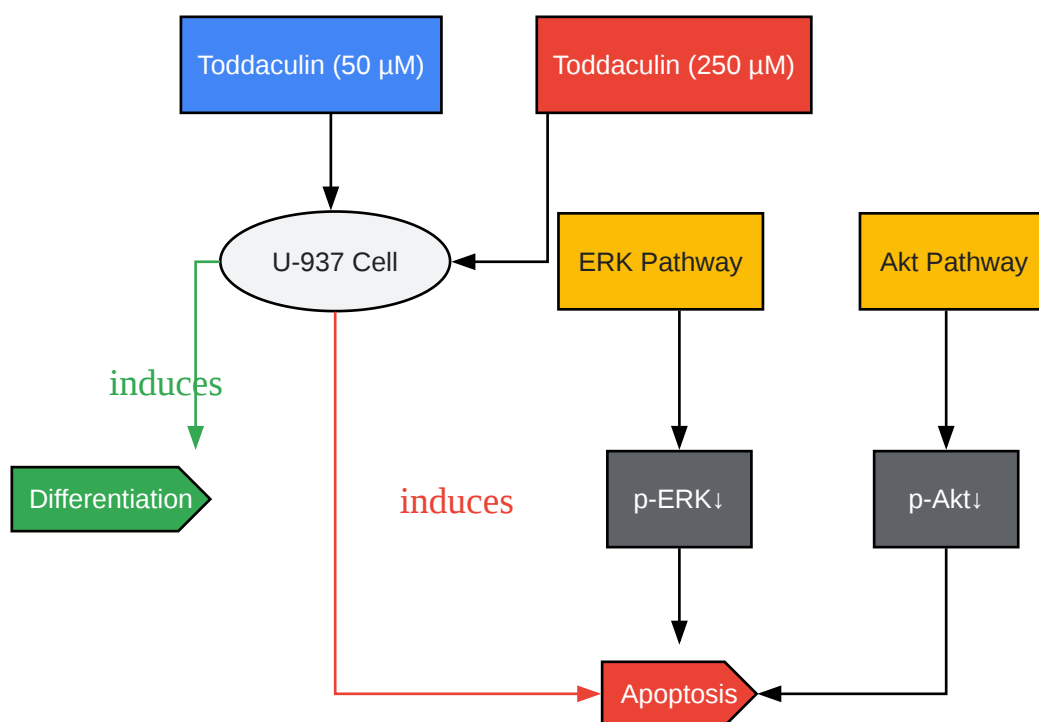 Toddaculin (50 µM)
Toddaculin (250 µM)
U-937 Cell
ERK Pathway
Akt Pathway
induces
Differentiation
induces
p-ERK↓
p-Akt↓
Apoptosis